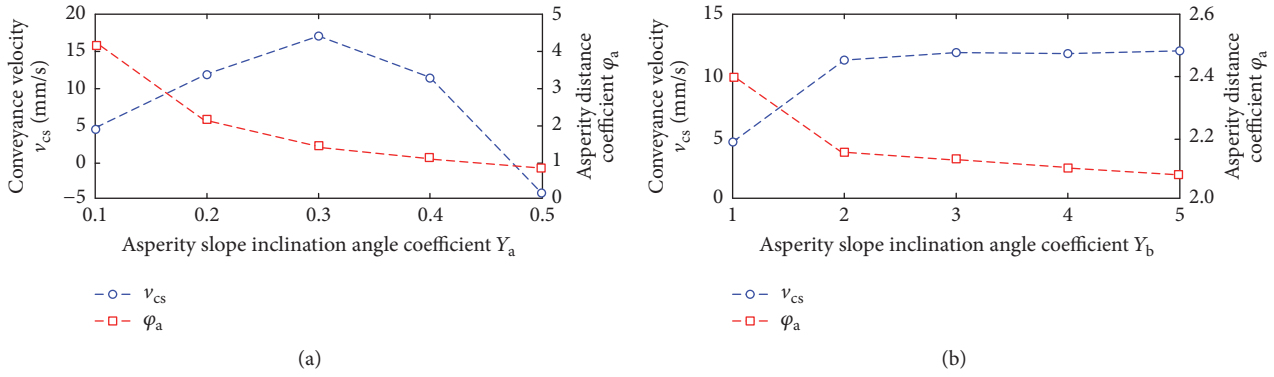 Conveyance velocity
v_cs (mm/s)
20
15
10
5
0
−5
0.1
0.2
0.3
0.4
0.5
5
4
3
2
1
0
Asperity distance
coefficient φ_a
Asperity slope inclination angle coefficient Y_a
v_cs
φ_a
(a)
Conveyance velocity
v_cs (mm/s)
15
10
5
0
1
2
3
4
5
2.6
2.4
2.2
2.0
Asperity distance
coefficient φ_a
Asperity slope inclination angle coefficient Y_b
v_cs
φ_a
(b)